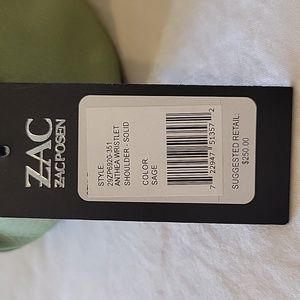 ZAC
ZAC POSEN
STYLE
29ZP6920-351
ANTHEA WRISTLET
SHOULDER - SOLID
COLOR
SAGE
7 22947 51357 2
SUGGESTED RETAIL
$250.00